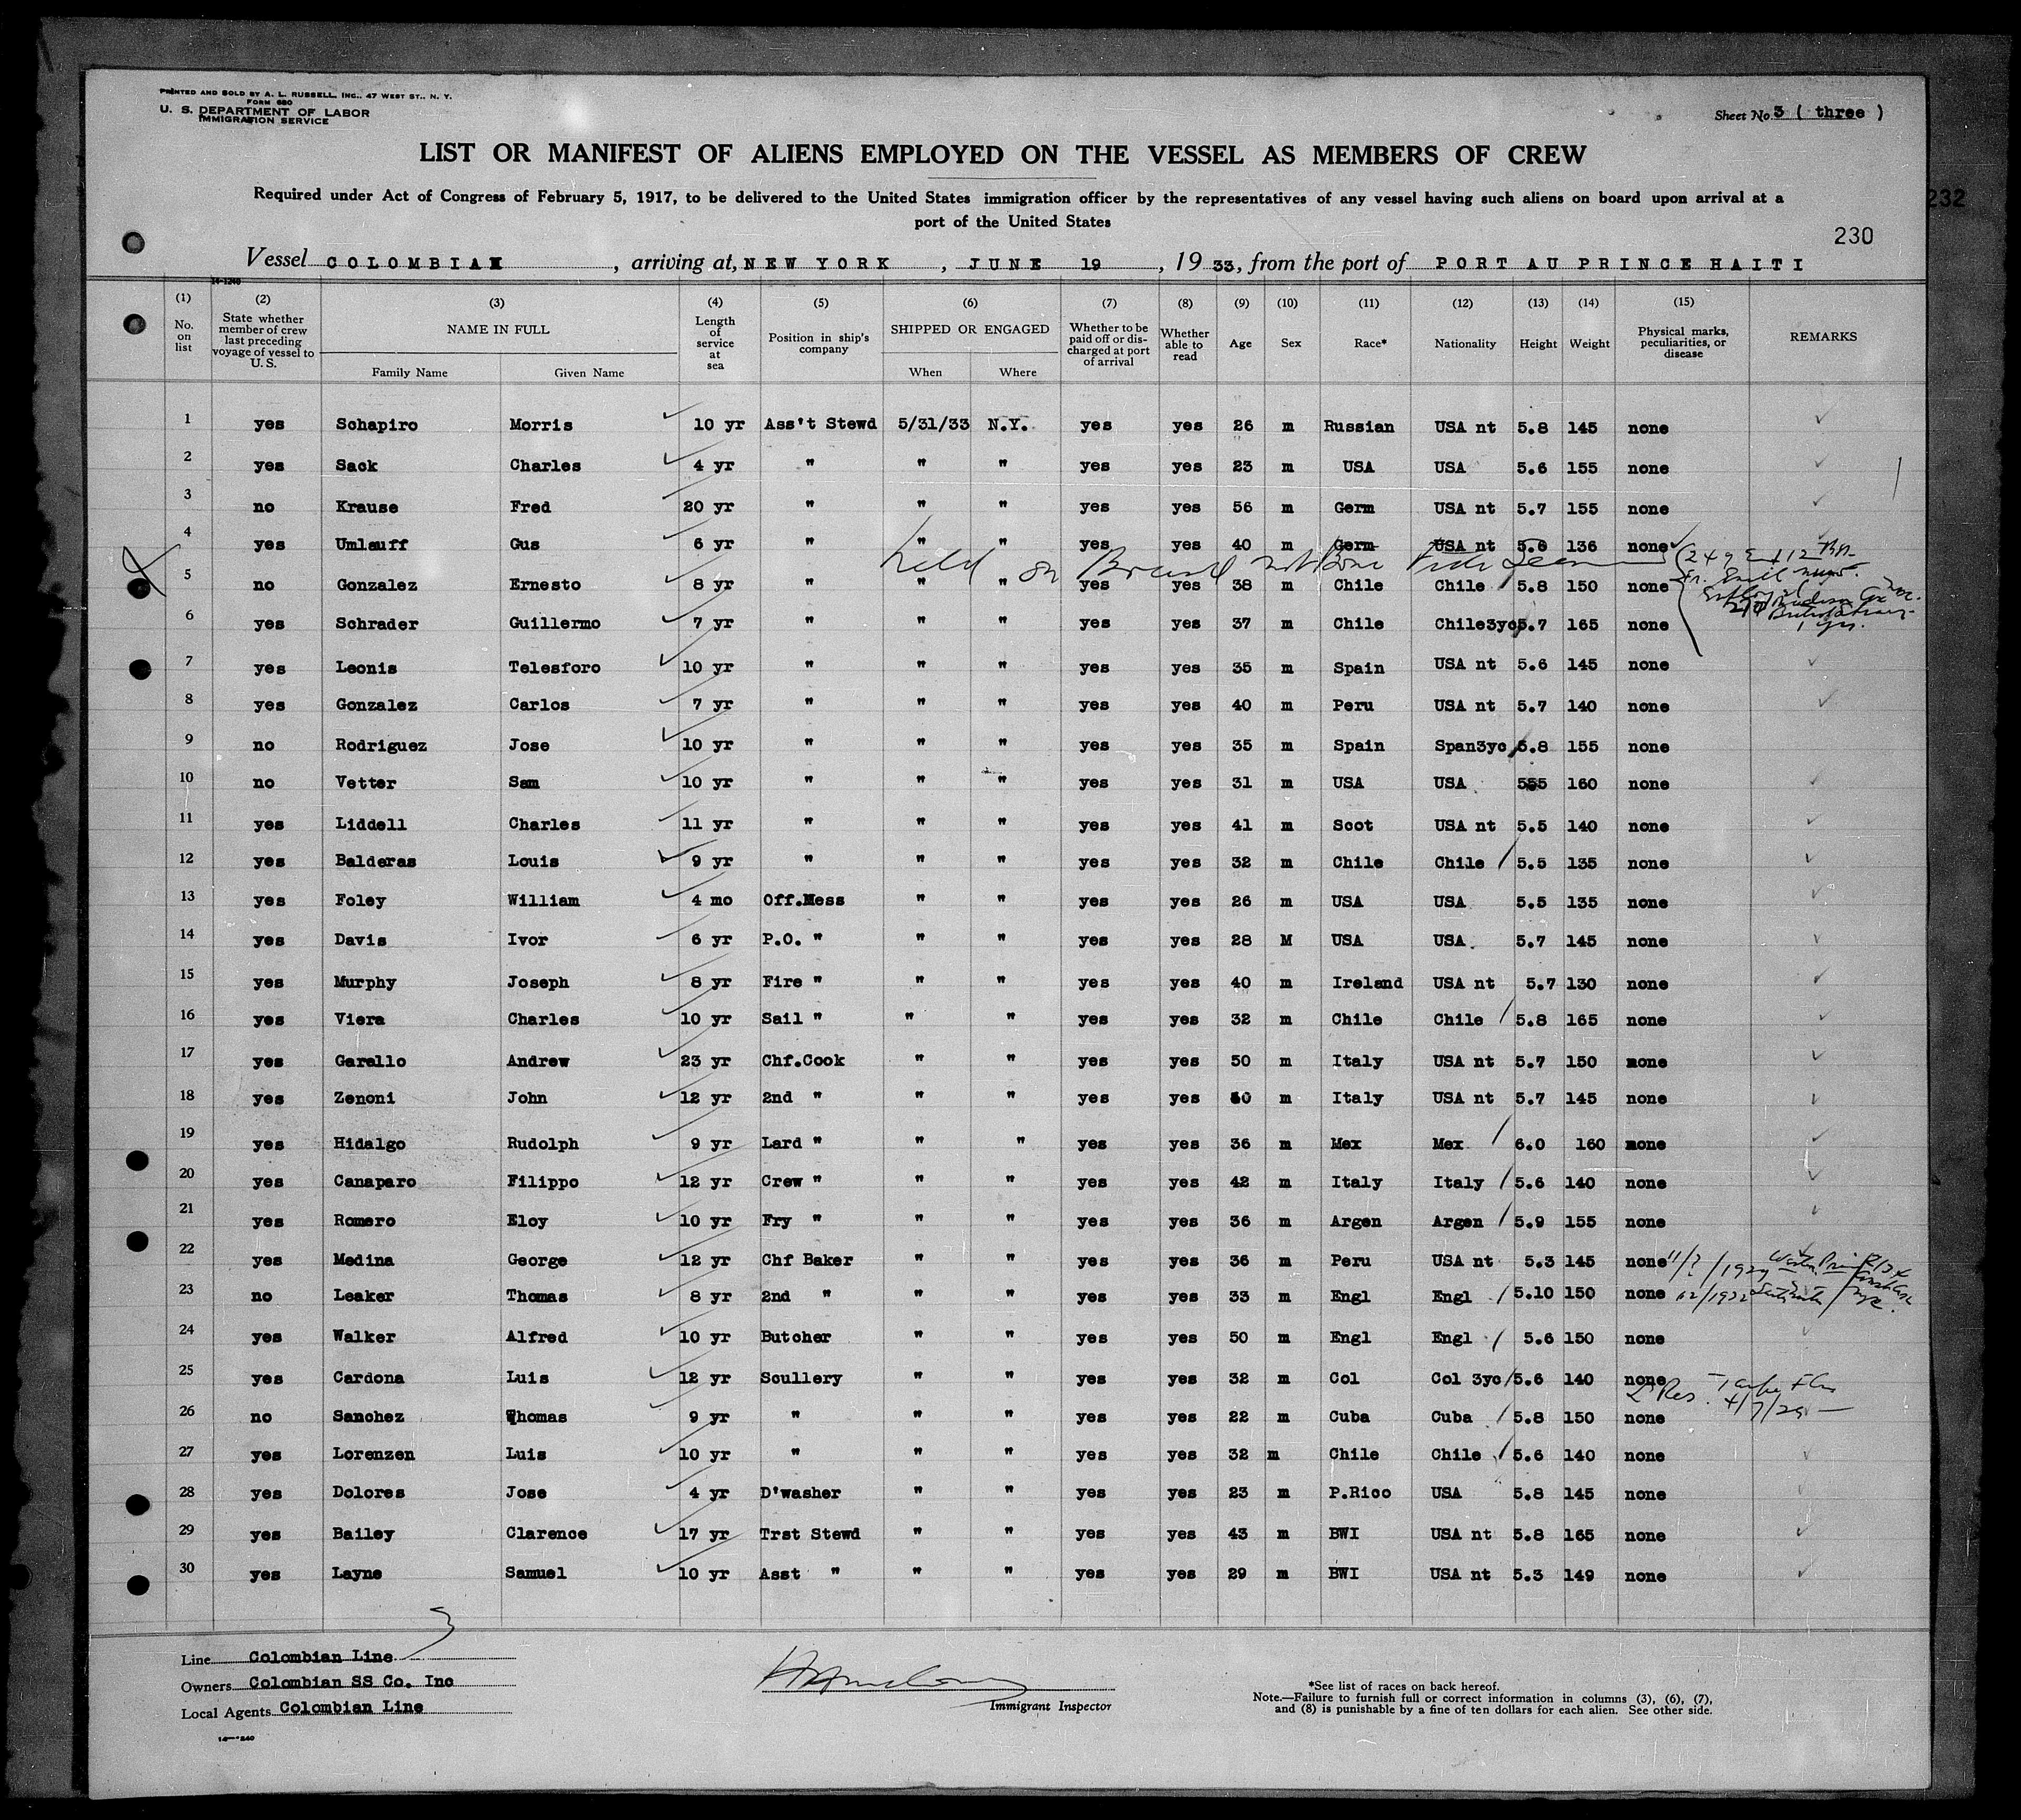 PRINTED AND SOLD BY A. L. RUSSELL, INC., 47 WEST ST., N. Y.
FORM 680
U. S. DEPARTMENT OF LABOR
IMMIGRATION SERVICE
Sheet No. 3 ( three )
LIST OR MANIFEST OF ALIENS EMPLOYED ON THE VESSEL AS MEMBERS OF CREW
Required under Act of Congress of February 5, 1917, to be delivered to the United States immigration officer by the representatives of any vessel having such aliens on board upon arrival at a
port of the United States
232
230
Vessel COLOMBIAN, arriving at, NEW YORK, JUNE 19, 1933, from the port of PORT AU PRINCE HAITI
14-1240
(1) (2) (3) (4) (5) (6) (7) (8) (9) (10) (11) (12) (13) (14) (15)
No. on list State whether member of crew last preceding voyage of vessel to U. S. NAME IN FULL Family Name Given Name Length of service at sea Position in ship's company SHIPPED OR ENGAGED When Where Whether to be paid off or discharged at port of arrival Whether able to read Age Sex Race* Nationality Height Weight Physical marks, peculiarities, or disease REMARKS
1 yes Schapiro Morris 10 yr Ass't Stewd 5/31/33 N.Y. yes yes 26 m Russian USA nt 5.8 145 none
2 yes Sack Charles 4 yr " " " yes yes 23 m USA USA 5.6 155 none
3 no Krause Fred 20 yr " " " yes yes 56 m Germ USA nt 5.7 155 none
4 yes Umlauff Gus 6 yr " " " yes yes 40 m Germ USA nt 5.6 136 none
held on Board not Bona Fide
5 no Gonzalez Ernesto 8 yr " " " yes yes 38 m Chile Chile 5.8 150 none
6 yes Schrader Guillermo 7 yr " " " yes yes 37 m Chile Chile3yc 5.7 165 none
7 yes Leonis Telesforo 10 yr " " " yes yes 35 m Spain USA nt 5.6 145 none
8 yes Gonzalez Carlos 7 yr " " " yes yes 40 m Peru USA nt 5.7 140 none
9 no Rodriguez Jose 10 yr " " " yes yes 35 m Spain Span3yc 5.8 155 none
10 no Vetter Sam 10 yr " " " yes yes 31 m USA USA 555 160 none
11 yes Liddell Charles 11 yr " " " yes yes 41 m Scot USA nt 5.5 140 none
12 yes Balderas Louis 9 yr " " " yes yes 32 m Chile Chile 5.5 135 none
13 yes Foley William 4 mo Off.Mess " " yes yes 26 m USA USA 5.5 135 none
14 yes Davis Ivor 6 yr P.O. " " " yes yes 28 M USA USA 5.7 145 none
15 yes Murphy Joseph 8 yr Fire " " " yes yes 40 m Ireland USA nt 5.7 130 none
16 yes Viera Charles 10 yr Sail " " " yes yes 32 m Chile Chile 5.8 165 none
17 yes Garello Andrew 23 yr Chf.Cook " " yes yes 50 m Italy USA nt 5.7 150 none
18 yes Zenoni John 12 yr 2nd " " " yes yes m Italy USA nt 5.7 145 none
19 yes Hidalgo Rudolph 9 yr Lard " " " yes yes 36 m Mex Mex 6.0 160 none
20 yes Canaparo Filippo 12 yr Crew " " " yes yes 42 m Italy Italy 5.6 140 none
21 yes Romero Eloy 10 yr Fry " " " yes yes 36 m Argen Argen 5.9 155 none
22 yes Medina George 12 yr Chf Baker " " yes yes 36 m Peru USA nt 5.3 145 none
23 no Leaker Thomas 8 yr 2nd " " " yes yes 33 m Engl Engl 5.10 150 none
24 yes Walker Alfred 10 yr Butcher " " yes yes 50 m Engl Engl 5.6 150 none
25 yes Cardona Luis 12 yr Scullery " " yes yes 32 m Col Col 3yc 5.6 140 none
26 no Sanchez Thomas 9 yr " " " yes yes 22 m Cuba Cuba 5.8 150 none
27 yes Lorenzen Luis 10 yr " " " yes yes 32 m Chile Chile 5.6 140 none
28 yes Dolores Jose 4 yr D'washer " " yes yes 23 m P.Rico USA 5.8 145 none
29 yes Bailey Clarence 17 yr Trst Stewd " " yes yes 43 m BWI USA nt 5.8 165 none
30 yes Layne Samuel 10 yr Asst " " " yes yes 29 m BWI USA nt 5.3 149 none
Line Colombian Line
Owners Colombian SS Co. Inc
Local Agents Colombian Line
Immigrant Inspector
*See list of races on back hereof.
Note.—Failure to furnish full or correct information in columns (3), (6), (7),
and (8) is punishable by a fine of ten dollars for each alien. See other side.